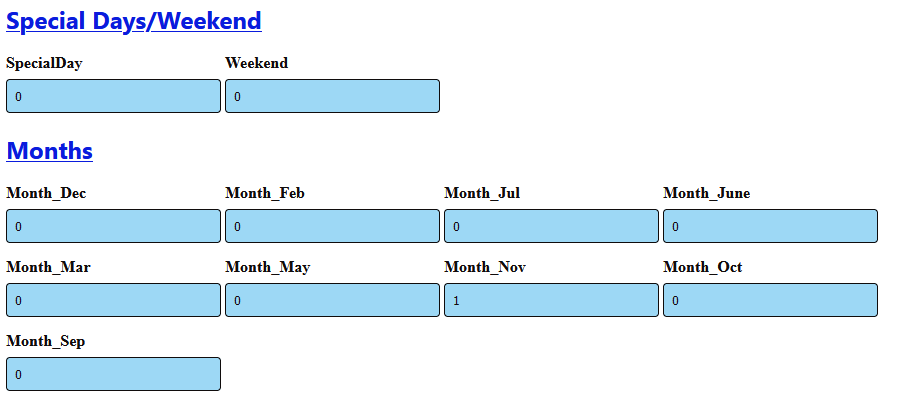 Special Days/Weekend
SpecialDay Weekend
0 0
Months
Month_Dec Month_Feb Month_Jul Month_June
0 0 0 0
Month_Mar Month_May Month_Nov Month_Oct
0 0 1 0
Month_Sep
0